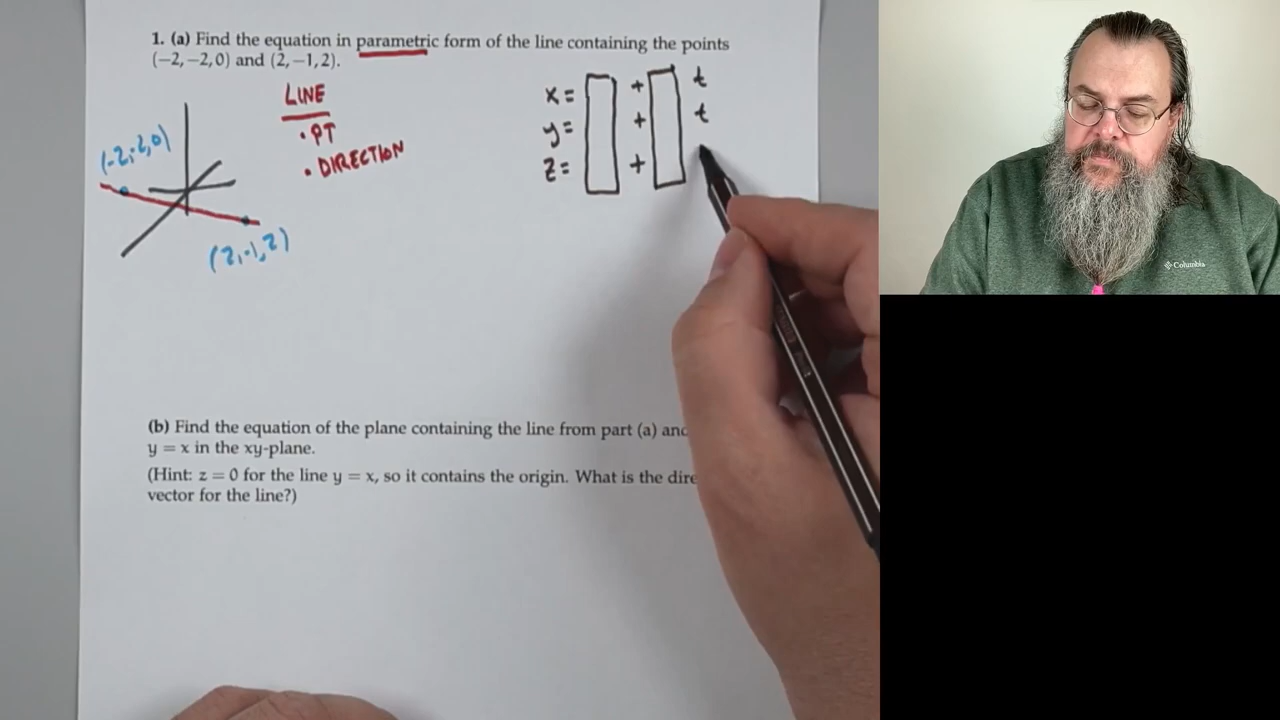 1. (a) Find the equation in parametric form of the line containing the points
(−2, −2, 0) and (2, −1, 2).
LINE
• PT
• DIRECTION
(-2,-2,0)
(2,-1,2)
x = + t
y = + t
z = +
(b) Find the equation of the plane containing the line from part (a) and
y = x in the xy-plane.
(Hint: z = 0 for the line y = x, so it contains the origin. What is the dire
vector for the line?)
Columbia